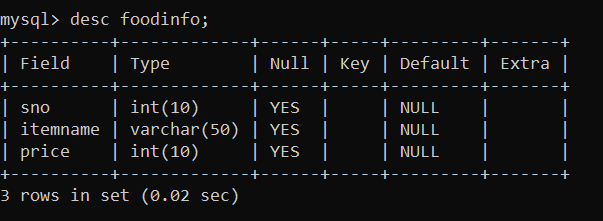 mysql> desc foodinfo;
+----------+-------------+------+-----+---------+-------+
| Field    | Type        | Null | Key | Default | Extra |
+----------+-------------+------+-----+---------+-------+
| sno      | int(10)     | YES  |     | NULL    |       |
| itemname | varchar(50) | YES  |     | NULL    |       |
| price    | int(10)     | YES  |     | NULL    |       |
+----------+-------------+------+-----+---------+-------+
3 rows in set (0.02 sec)